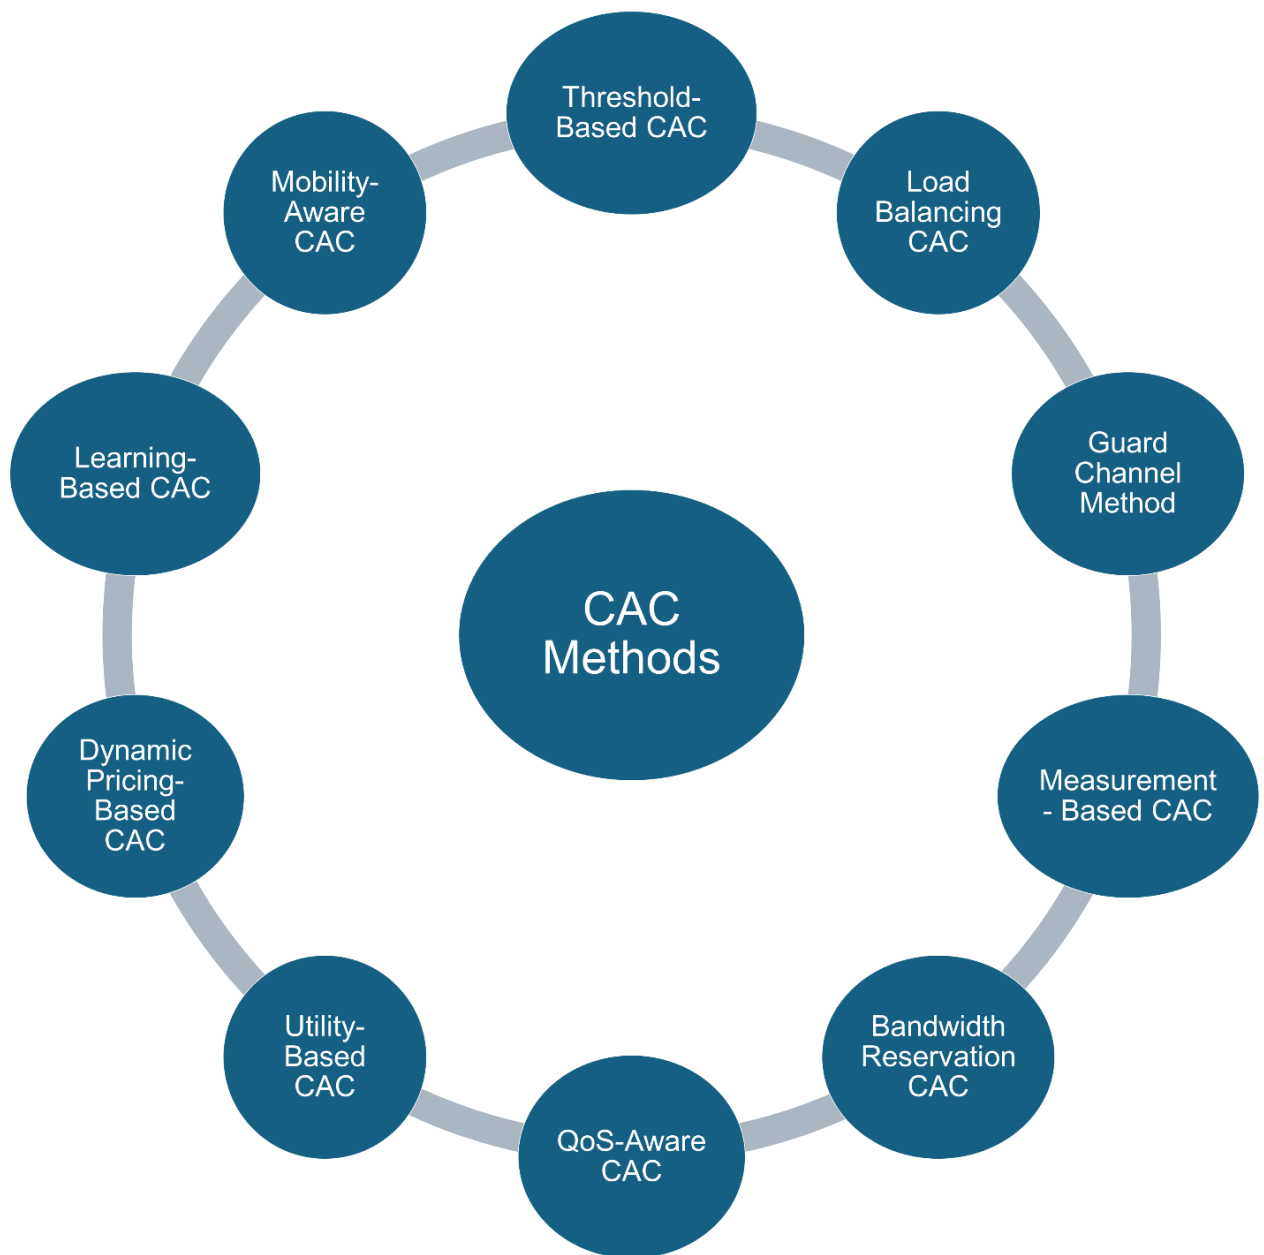 Threshold-
Based CAC
Load
Balancing
CAC
Guard
Channel
Method
Measurement
- Based CAC
Bandwidth
Reservation
CAC
QoS-Aware
CAC
Utility-
Based
CAC
Dynamic
Pricing-
Based
CAC
Learning-
Based CAC
Mobility-
Aware
CAC
CAC
Methods